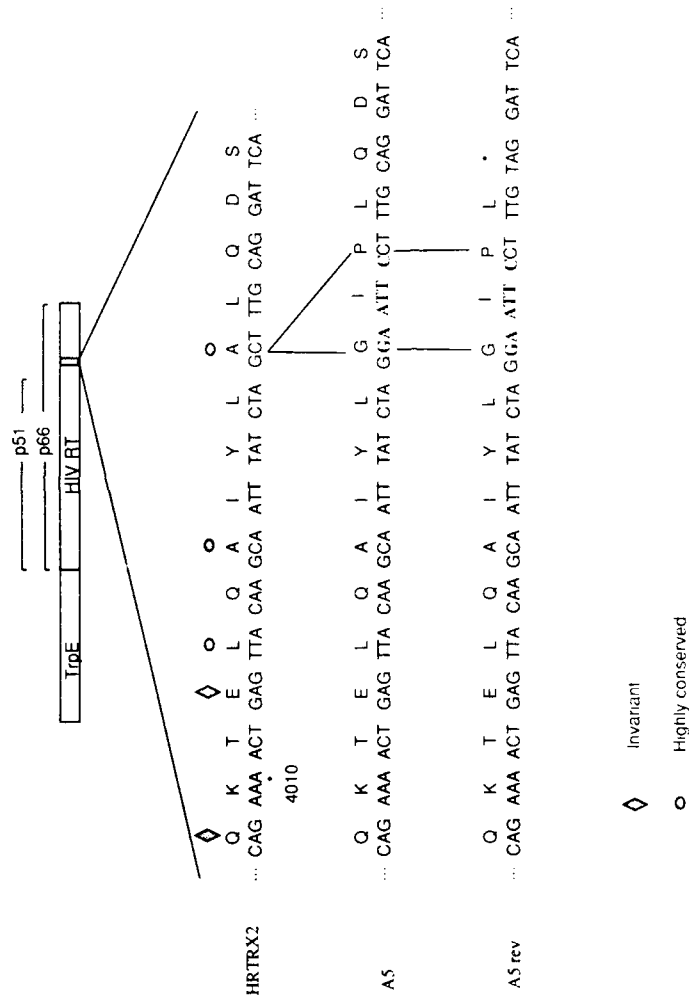 p51
p66
TrpE HIV RT
Q K T E L Q A I Y L A L Q D S
HRTRX2 ... CAG AAA ACT GAG TTA CAA GCA ATT TAT CTA GCT TTG CAG GAT TCA ...
4010
Q K T E L Q A I Y L G I P L Q D S
A5 ... CAG AAA ACT GAG TTA CAA GCA ATT TAT CTA GGA ATT CCT TTG CAG GAT TCA ...
Q K T E L Q A I Y L G I P L •
A5 rev ... CAG AAA ACT GAG TTA CAA GCA ATT TAT CTA GGA ATT CCT TTG TAG GAT TCA ...
◇ Invariant
○ Highly conserved